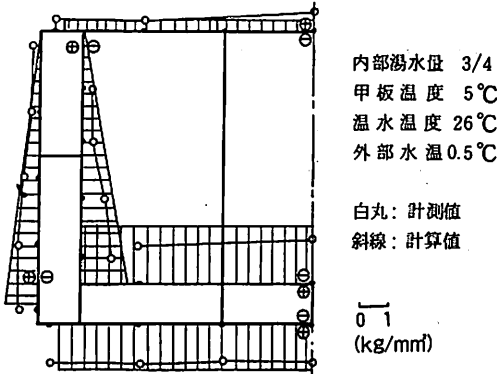 内部湯水量 3/4
甲板温度 5℃
温水温度 26℃
外部水温0.5℃
白丸: 計測値
斜線: 計算値
0 1
(kg/mm²)
⊕ ⊖
⊕
⊖
⊕ ⊖
⊖
⊕
⊖
⊕